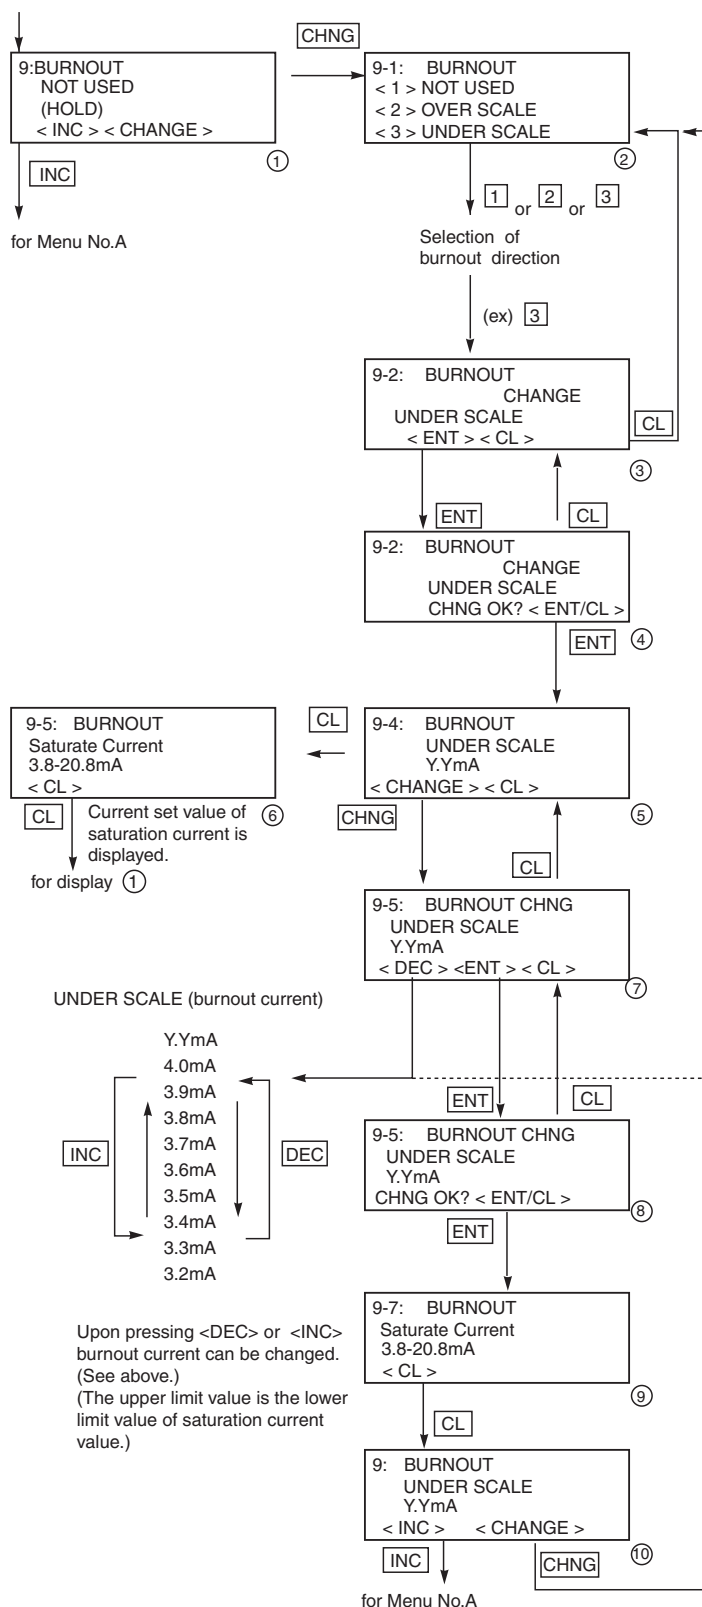 CHNG
9:BURNOUT
NOT USED
(HOLD)
< INC > < CHANGE >
1
INC
for Menu No.A
9-1: BURNOUT
< 1 > NOT USED
< 2 > OVER SCALE
< 3 > UNDER SCALE
2
1 or 2 or 3
Selection of
burnout direction
(ex) 3
9-2: BURNOUT
CHANGE
UNDER SCALE
< ENT > < CL >
CL
3
ENT
CL
9-2: BURNOUT
CHANGE
UNDER SCALE
CHNG OK? < ENT/CL >
ENT
4
9-4: BURNOUT
UNDER SCALE
Y.YmA
< CHANGE > < CL >
5
CL
9-5: BURNOUT
Saturate Current
3.8-20.8mA
< CL >
6
CL
Current set value of
saturation current is
displayed.
for display 1
CHNG
CL
9-5: BURNOUT CHNG
UNDER SCALE
Y.YmA
< DEC > <ENT > < CL >
7
UNDER SCALE (burnout current)
Y.YmA
4.0mA
3.9mA
3.8mA
3.7mA
3.6mA
3.5mA
3.4mA
3.3mA
3.2mA
INC
DEC
ENT
CL
9-5: BURNOUT CHNG
UNDER SCALE
Y.YmA
CHNG OK? < ENT/CL >
8
ENT
Upon pressing <DEC> or <INC>
burnout current can be changed.
(See above.)
(The upper limit value is the lower
limit value of saturation current
value.)
9-7: BURNOUT
Saturate Current
3.8-20.8mA
< CL >
9
CL
9: BURNOUT
UNDER SCALE
Y.YmA
< INC > < CHANGE >
10
INC
CHNG
for Menu No.A